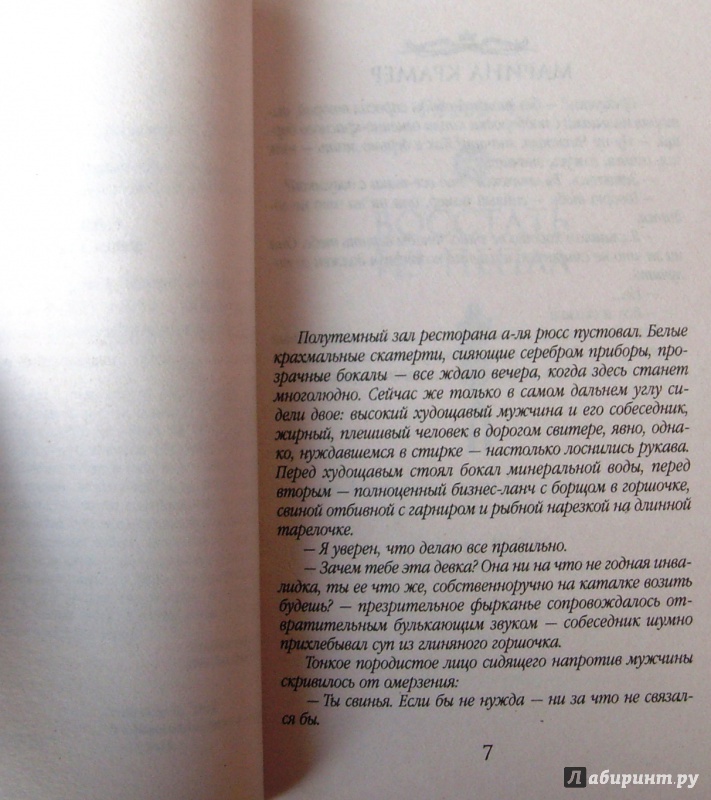 МАРИНА КРАМЕР
Полутемный зал ресторана а-ля рюсс пустовал. Белые
крахмальные скатерти, сияющие серебром приборы, про-
зрачные бокалы — все ждало вечера, когда здесь станет
многолюдно. Сейчас же только в самом дальнем углу си-
дели двое: высокий худощавый мужчина и его собеседник,
жирный, плешивый человек в дорогом свитере, явно, одна-
ко, нуждавшемся в стирке — настолько лоснились рукава.
Перед худощавым стоял бокал минеральной воды, перед
вторым — полноценный бизнес-ланч с борщом в горшочке,
свиной отбивной с гарниром и рыбной нарезкой на длинной
тарелочке.
— Я уверен, что делаю все правильно.
— Зачем тебе эта девка? Она ни на что не годная инва-
лидка, ты ее что же, собственноручно на каталке возить
будешь? — презрительное фырканье сопровождалось от-
вратительным булькающим звуком — собеседник шумно
прихлебывал суп из глиняного горшочка.
Тонкое породистое лицо сидящего напротив мужчины
скривилось от омерзения:
— Ты свинья. Если бы не нужда — ни за что не связал-
ся бы.
7
Лабиринт.ру